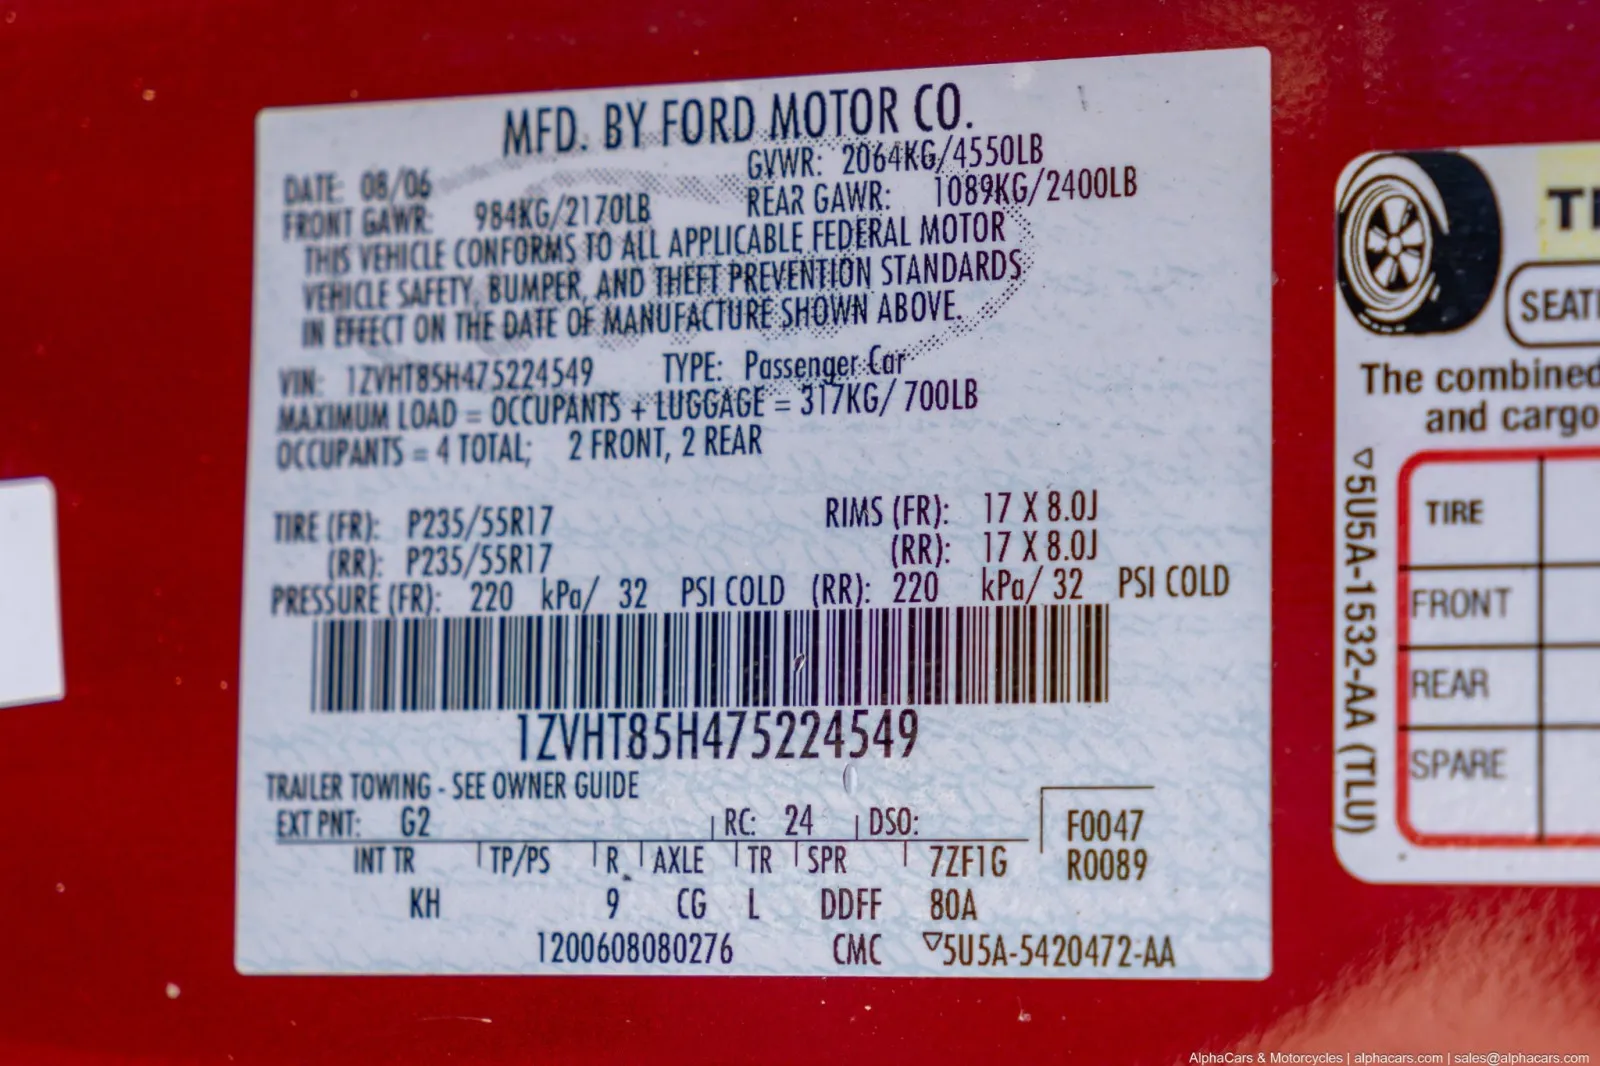 MFD. BY FORD MOTOR CO.
DATE: 08/06 GVWR: 2064KG/4550LB
FRONT GAWR: 984KG/2170LB REAR GAWR: 1089KG/2400LB
THIS VEHICLE CONFORMS TO ALL APPLICABLE FEDERAL MOTOR
VEHICLE SAFETY, BUMPER, AND THEFT PREVENTION STANDARDS
IN EFFECT ON THE DATE OF MANUFACTURE SHOWN ABOVE.
VIN: 1ZVHT85H475224549 TYPE: Passenger Car
MAXIMUM LOAD = OCCUPANTS + LUGGAGE = 317KG/ 700LB
OCCUPANTS = 4 TOTAL; 2 FRONT, 2 REAR
TIRE (FR): P235/55R17 RIMS (FR): 17 X 8.0J
(RR): P235/55R17 (RR): 17 X 8.0J
PRESSURE (FR): 220 kPa/ 32 PSI COLD (RR): 220 kPa/ 32 PSI COLD
1ZVHT85H475224549
TRAILER TOWING - SEE OWNER GUIDE
EXT PNT: G2 RC: 24 DSO: F0047
INT TR TP/PS R AXLE TR SPR 7ZF1G R0089
KH 9 CG L DDFF 80A
1200608080276 CMC ▽5U5A-5420472-AA
TI
SEATI
The combined
and cargo
TIRE
FRONT
REAR
SPARE
▽5U5A-1532-AA (TLU)
AlphaCars & Motorcycles | alphacars.com | sales@alphacars.com